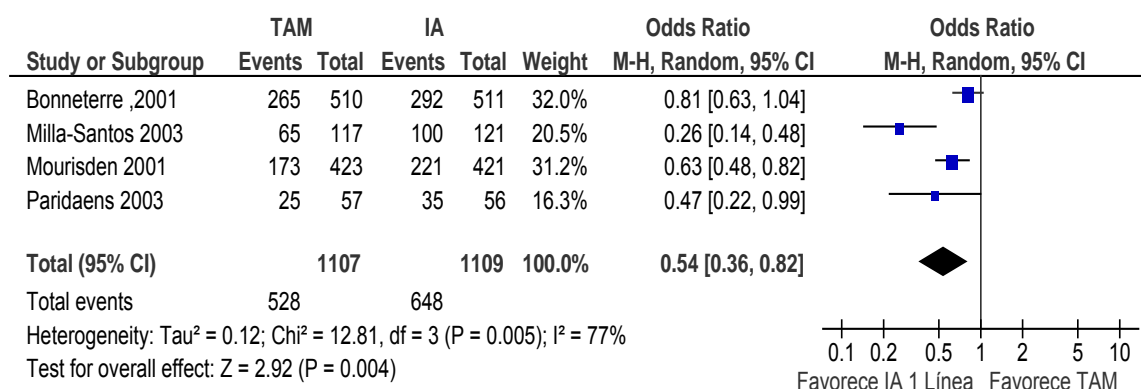 TAM IA Odds Ratio Odds Ratio
Study or Subgroup Events Total Events Total Weight M-H, Random, 95% CI M-H, Random, 95% CI
Bonneterre ,2001 265 510 292 511 32.0% 0.81 [0.63, 1.04]
Milla-Santos 2003 65 117 100 121 20.5% 0.26 [0.14, 0.48]
Mourisden 2001 173 423 221 421 31.2% 0.63 [0.48, 0.82]
Paridaens 2003 25 57 35 56 16.3% 0.47 [0.22, 0.99]
Total (95% CI) 1107 1109 100.0% 0.54 [0.36, 0.82]
Total events 528 648
Heterogeneity: Tau² = 0.12; Chi² = 12.81, df = 3 (P = 0.005); I² = 77%
Test for overall effect: Z = 2.92 (P = 0.004)
0.1 0.2 0.5 1 2 5 10
Favorece IA 1 Línea Favorece TAM